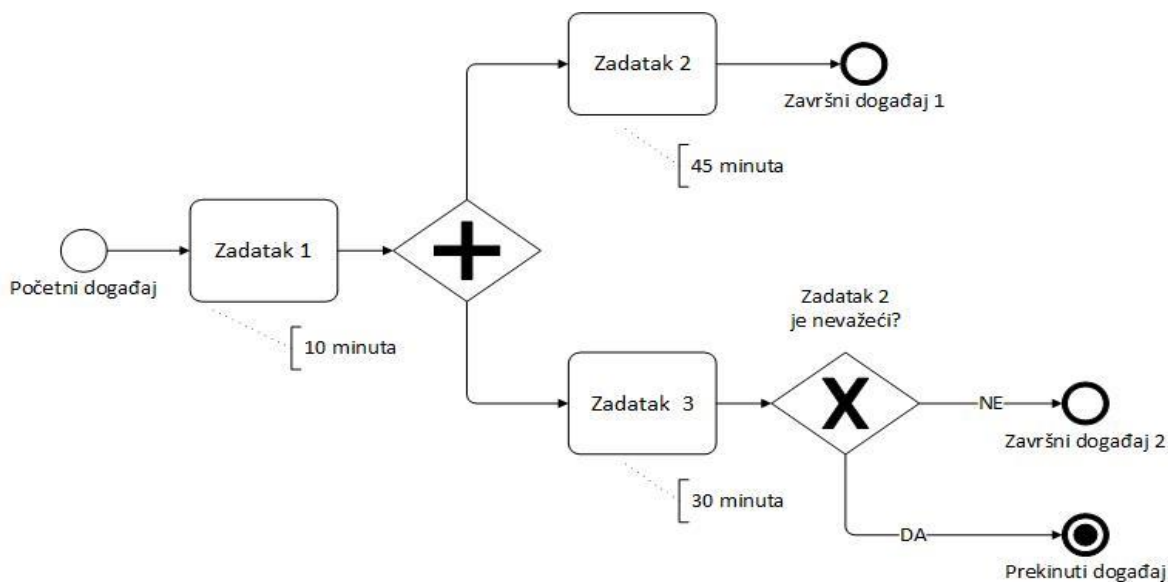 Zadatak 2
Završni događaj 1
45 minuta
Zadatak 1
Početni događaj
10 minuta
Zadatak 2
je nevažeći?
Zadatak  3
NE
Završni događaj 2
30 minuta
DA
Prekinuti događaj